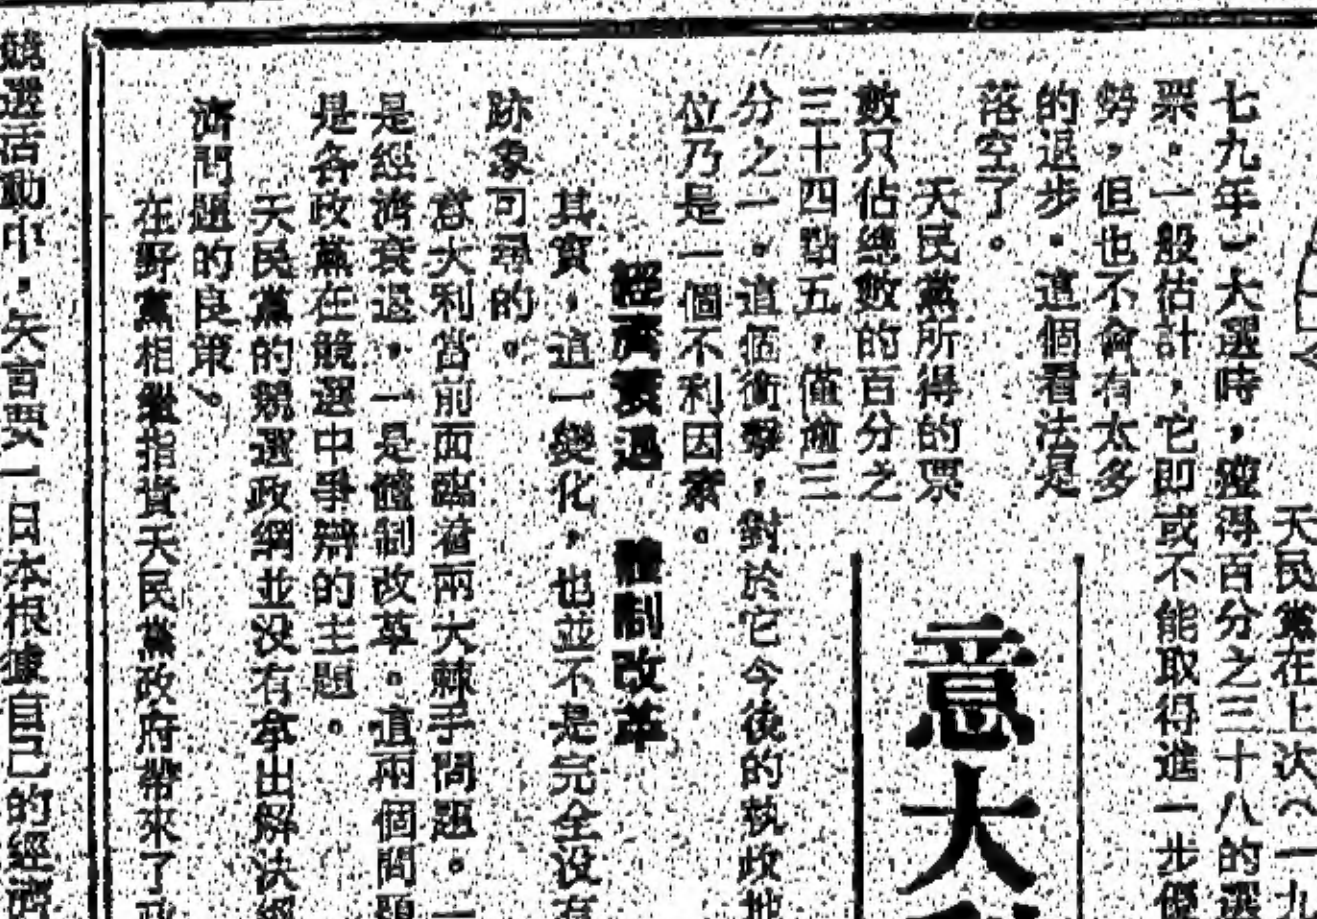 天民黨在上次（一九
七九年）大選時，獲得百分之三十八的選
票。一般估計，它即或不能取得進一步優
勢，但也不會有太多
的退步。這個看法是
落空了。
意大
天民黨所得的票
數只佔總數的百分之
三十四點五，僅逾三
分之一。這個衝擊，對於它今後的執政地
位乃是一個不利因素。
經濟衰退 體制改革
其實，這一變化，也並不是完全沒有
跡象可尋的。
意大利當前面臨着兩大棘手問題。一
是經濟衰退，一是體制改革。這兩個問題
是各政黨在競選中爭辯的主題。
天民黨的競選政綱並没有拿出解决經
濟問題的良策。
在野黨相繼指責天民黨政府帶來了政
競選活動中，矢言要一日本根據自己的經濟